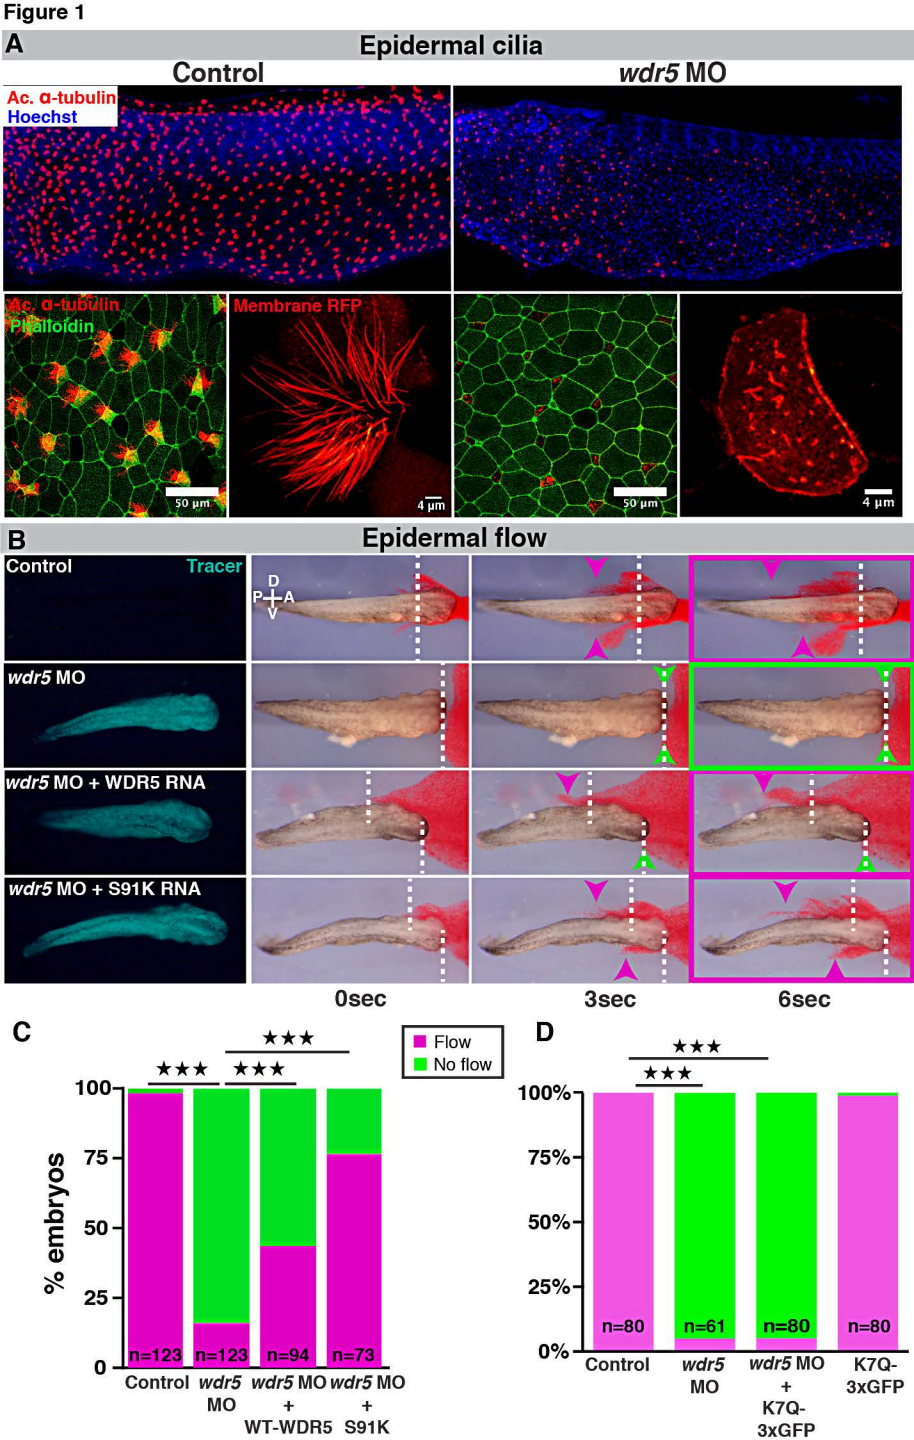 Figure 1
A
Epidermal cilia
Control
wdr5 MO
Ac. α-tubulin
Hoechst
Ac. α-tubulin
Phalloidin
50 μm
Membrane RFP
4 μm
50 μm
4 μm
B
Epidermal flow
Control
Tracer
D
P A
V
wdr5 MO
wdr5 MO + WDR5 RNA
wdr5 MO + S91K RNA
0sec
3sec
6sec
C
★★★
★★★ ★★★
Flow
No flow
100
75
50
25
0
% embryos
n=123
n=123
n=94
n=73
Control
wdr5
MO
wdr5 MO
+
WT-WDR5
wdr5 MO
+
S91K
D
★★★
★★★
100%
75%
50%
25%
0%
n=80
n=61
n=80
n=80
Control
wdr5
MO
wdr5 MO
+
K7Q-
3xGFP
K7Q-
3xGFP